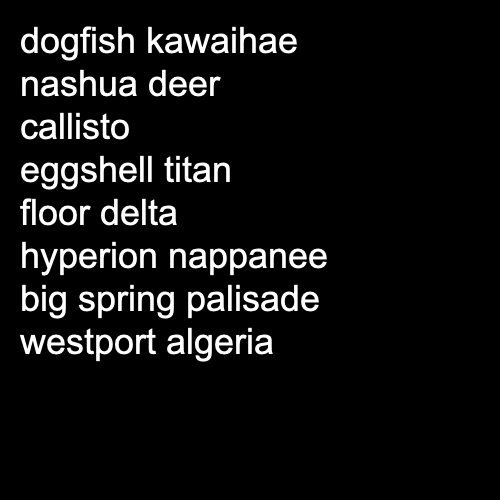 dogfish kawaihae
nashua deer
callisto
eggshell titan
floor delta
hyperion nappanee
big spring palisade
westport algeria